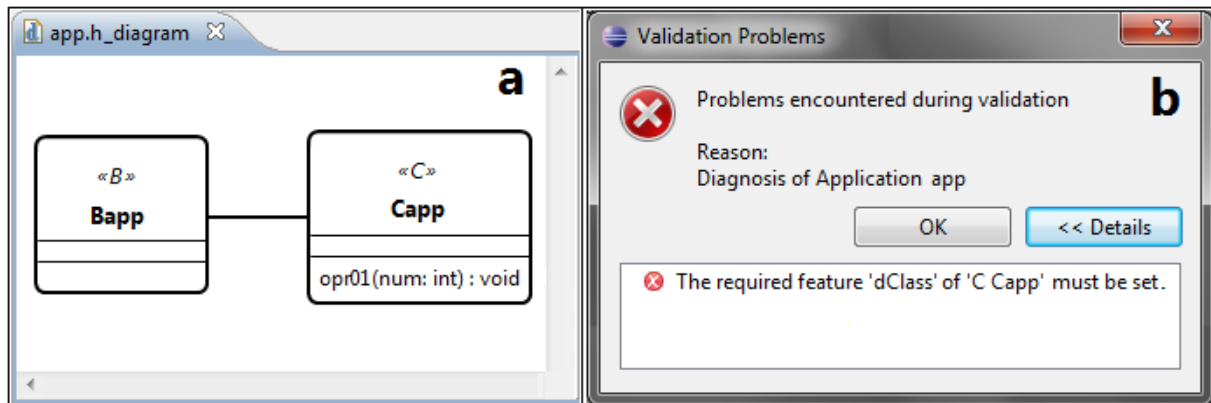 app.h_diagram
a
«B»
Bapp
«C»
Capp
opr01(num: int) : void
Validation Problems
x
Problems encountered during validation
b
Reason:
Diagnosis of Application app
OK
<< Details
The required feature 'dClass' of 'C Capp' must be set.